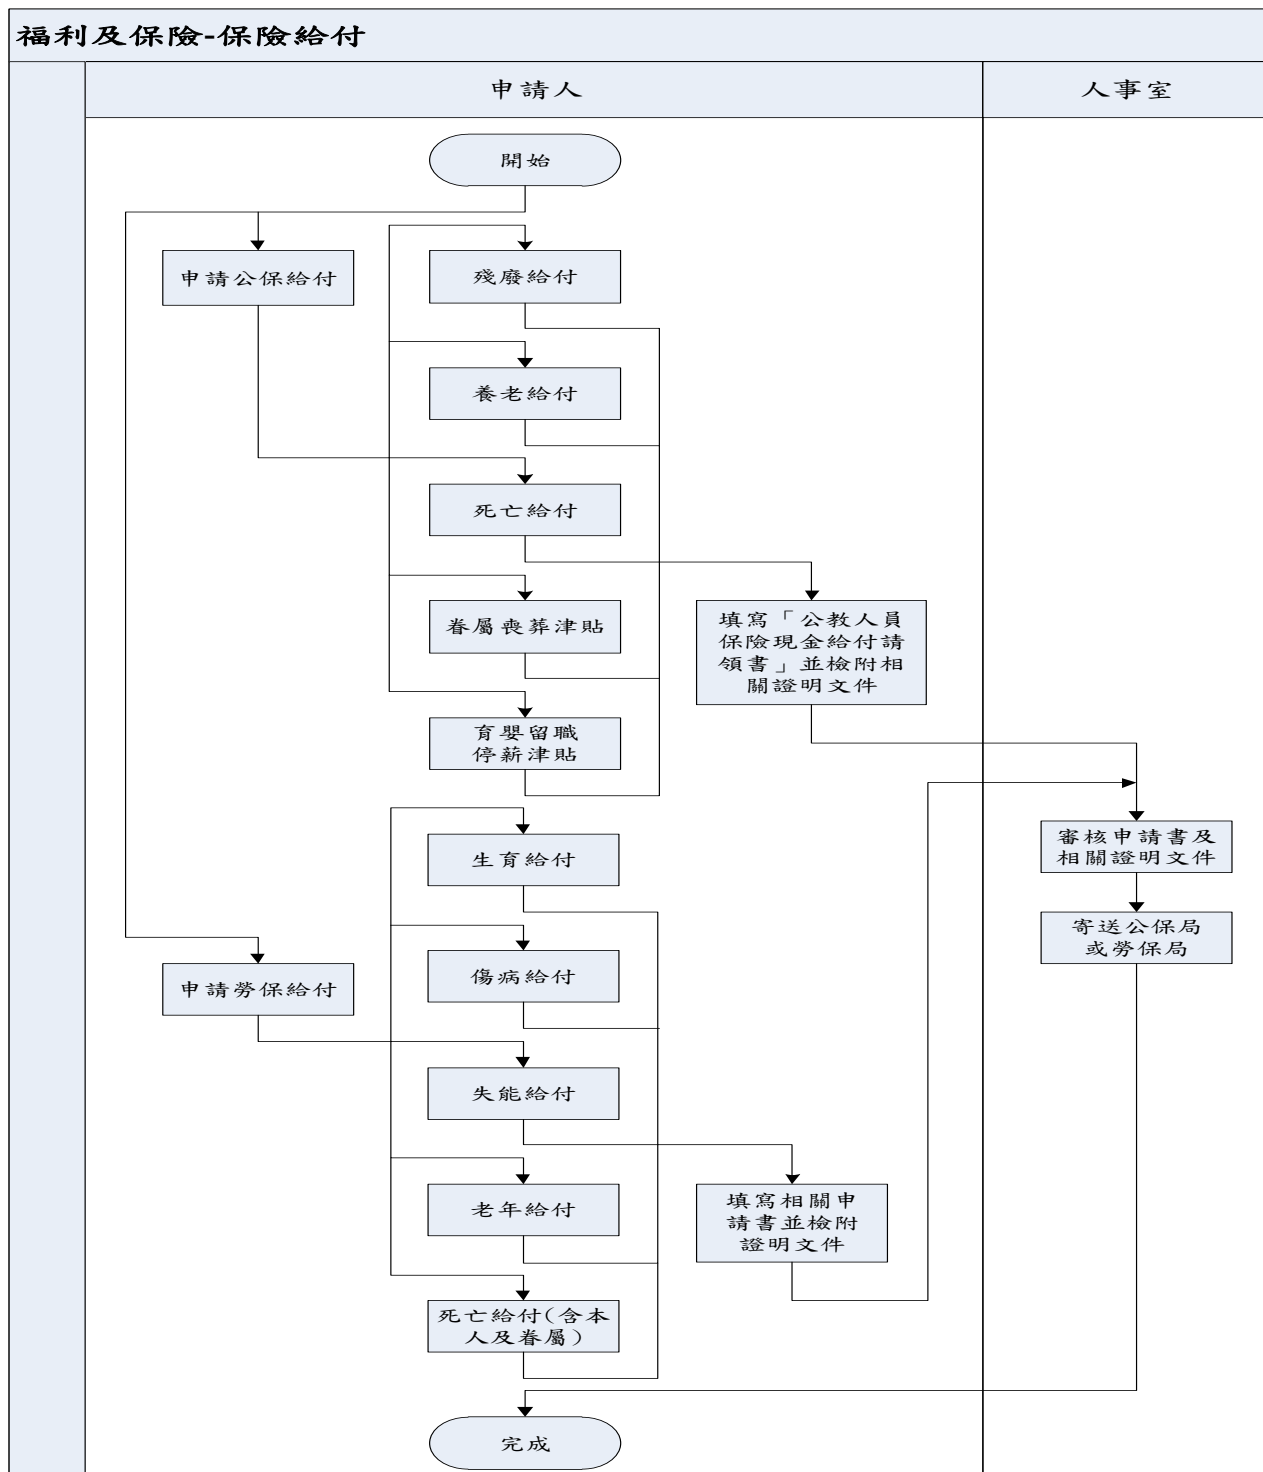 福利及保險-保險給付
申請人
人事室
開始
申請公保給付
殘廢給付
養老給付
死亡給付
眷屬喪葬津貼
育嬰留職
停薪津貼
填寫「公教人員
保險現金給付請
領書」並檢附相
關證明文件
審核申請書及
相關證明文件
寄送公保局
或勞保局
申請勞保給付
生育給付
傷病給付
失能給付
老年給付
死亡給付(含本
人及眷屬)
填寫相關申
請書並檢附
證明文件
完成